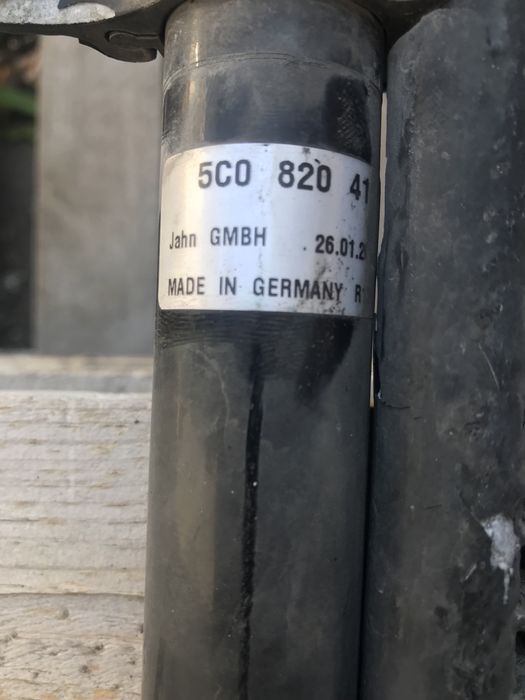 5C0 820 41
Jahn GMBH . 26.01.2
MADE IN GERMANY R